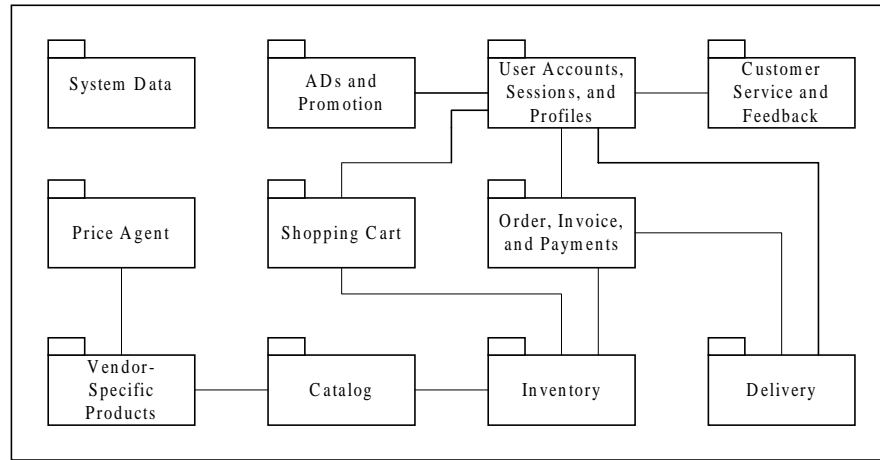 System Data
ADs and
Promotion
User Accounts,
Sessions, and
Profiles
Customer
Service and
Feedback
Price Agent
Shopping Cart
Order, Invoice,
and Payments
Vendor-
Specific
Products
Catalog
Inventory
Delivery